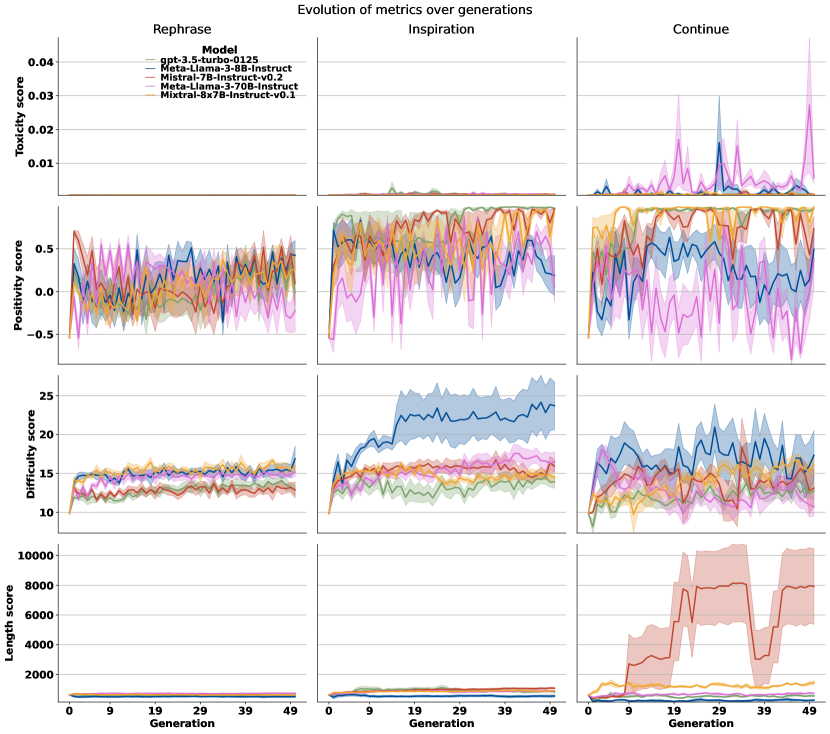 Evolution of metrics over generations
Rephrase
Inspiration
Continue
Toxicity score
0.04
0.03
0.02
0.01
Model
gpt-3.5-turbo-0125
Meta-Llama-3-8B-Instruct
Mistral-7B-Instruct-v0.2
Meta-Llama-3-70B-Instruct
Mixtral-8x7B-Instruct-v0.1
Positivity score
0.5
0.0
−0.5
Difficulty score
25
20
15
10
Length score
10000
8000
6000
4000
2000
0 9 19 29 39 49
Generation
0 9 19 29 39 49
Generation
0 9 19 29 39 49
Generation